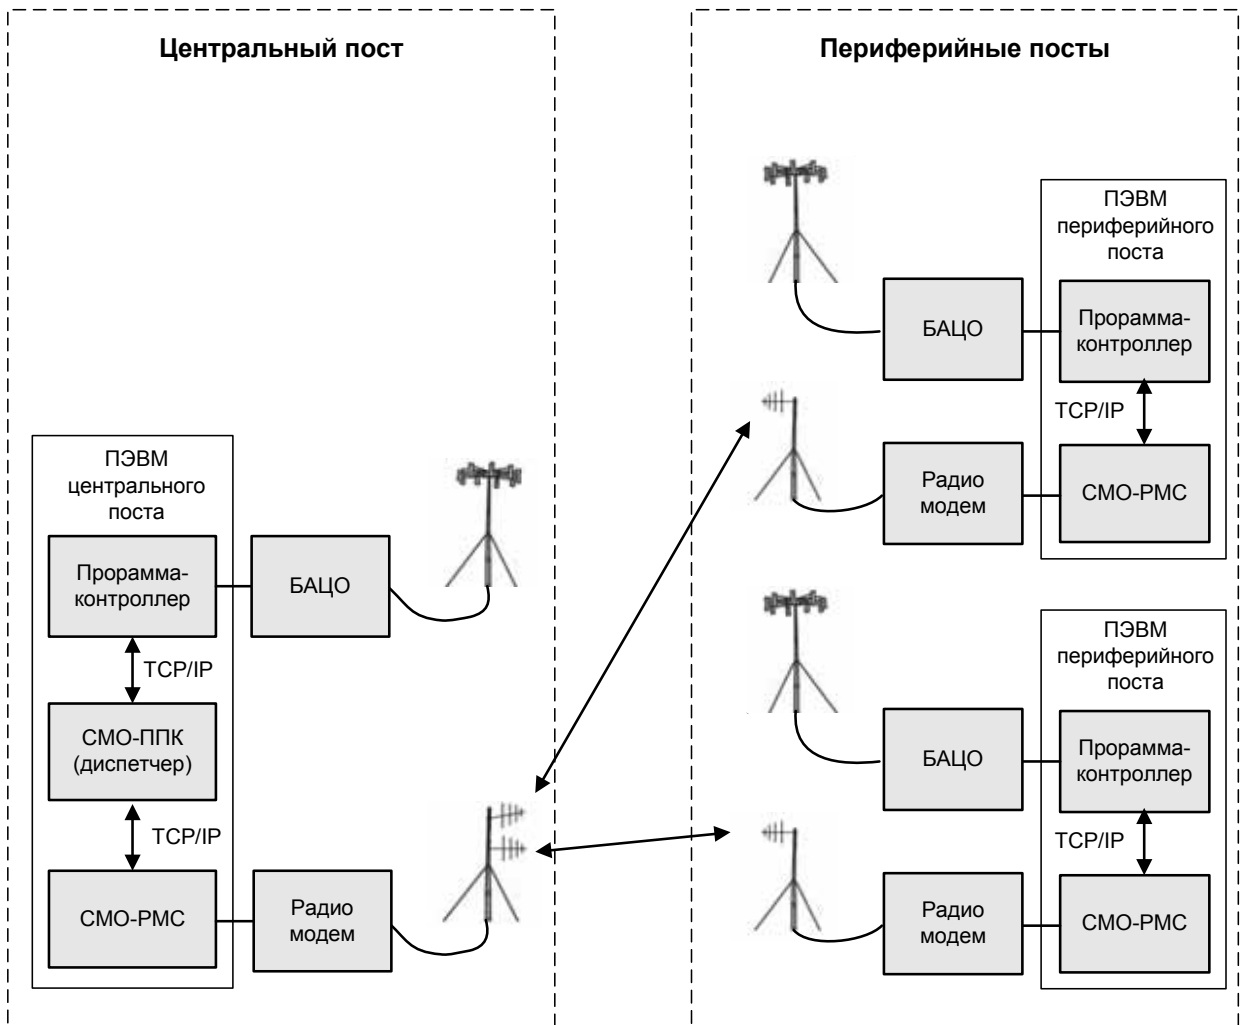 Центральный пост
ПЭВМ
центрального
поста
Прорамма-
контроллер
БАЦО
TCP/IP
СМО-ППК
(диспетчер)
TCP/IP
СМО-РМС
Радио
модем
Периферийные посты
ПЭВМ
периферийного
поста
БАЦО
Прорамма-
контроллер
TCP/IP
Радио
модем
СМО-РМС
ПЭВМ
периферийного
поста
БАЦО
Прорамма-
контроллер
TCP/IP
Радио
модем
СМО-РМС